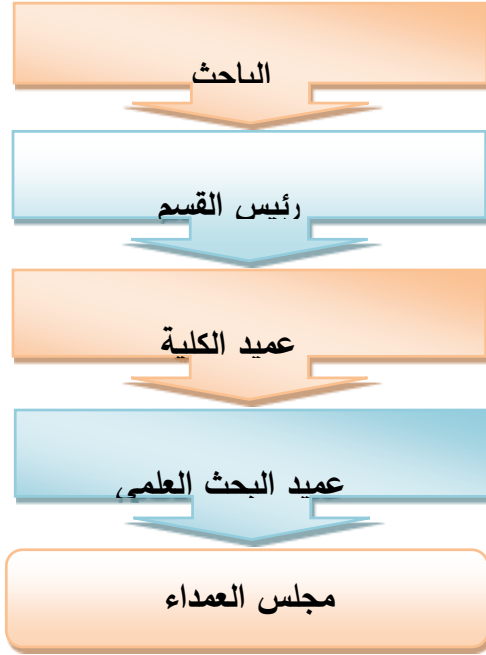 الباحث
رئيس القسم
عميد الكلية
عميد البحث العلمي
مجلس العمداء